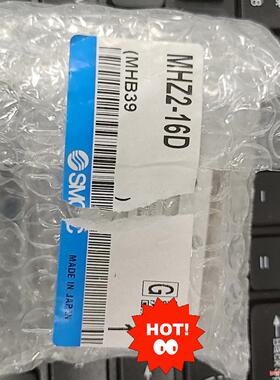 MHZ2-16D
(MHB39
SMC
MADE IN JAPAN
G
HOT!